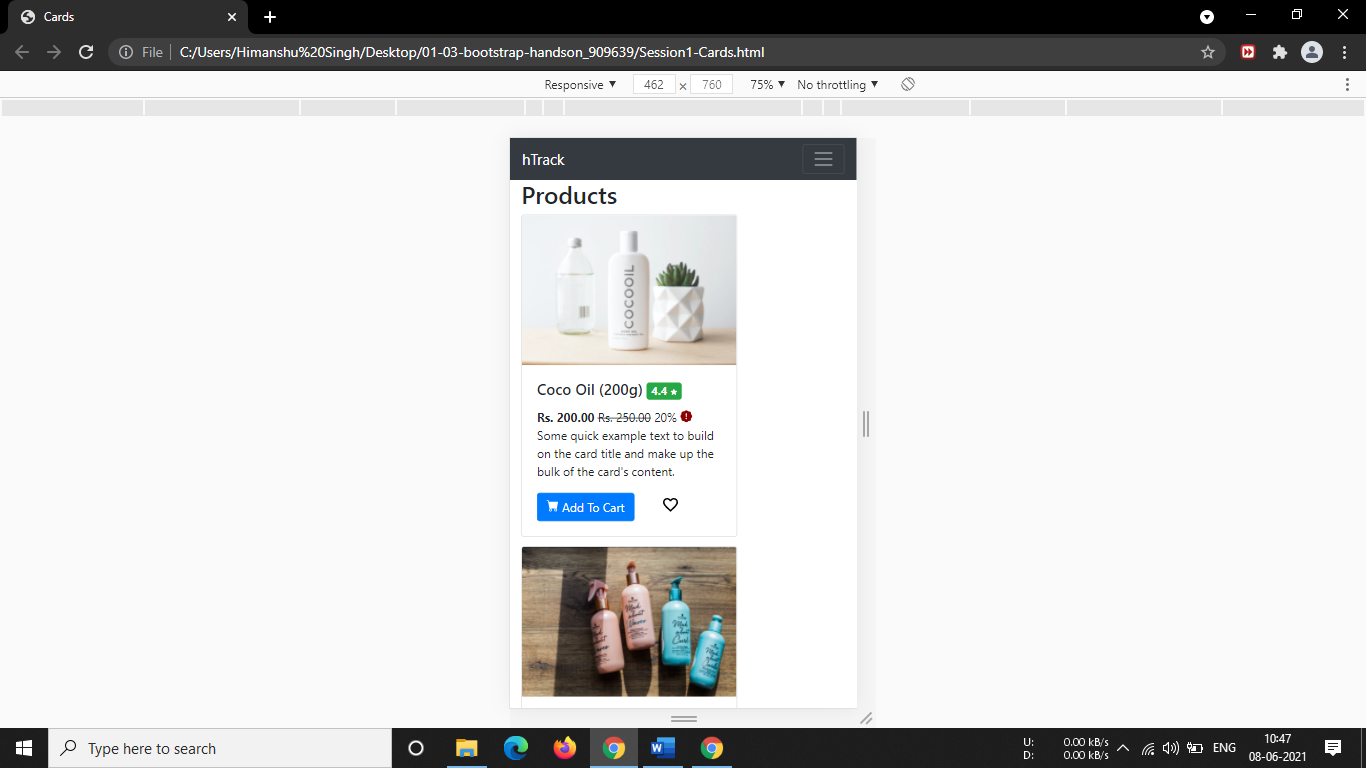 Cards
File
C:/Users/Himanshu%20Singh/Desktop/01-03-bootstrap-handson_909639/Session1-Cards.html
Responsive ▼ 462 × 760 75% ▼ No throttling ▼
hTrack
Products
COCOOIL
Coco Oil (200g) 4.4 ★
Rs. 200.00 Rs. 250.00 20%
Some quick example text to build
on the card title and make up the
bulk of the card's content.
Add To Cart
Type here to search
U: 0.00 kB/s
D: 0.00 kB/s
ENG
10:47
08-06-2021